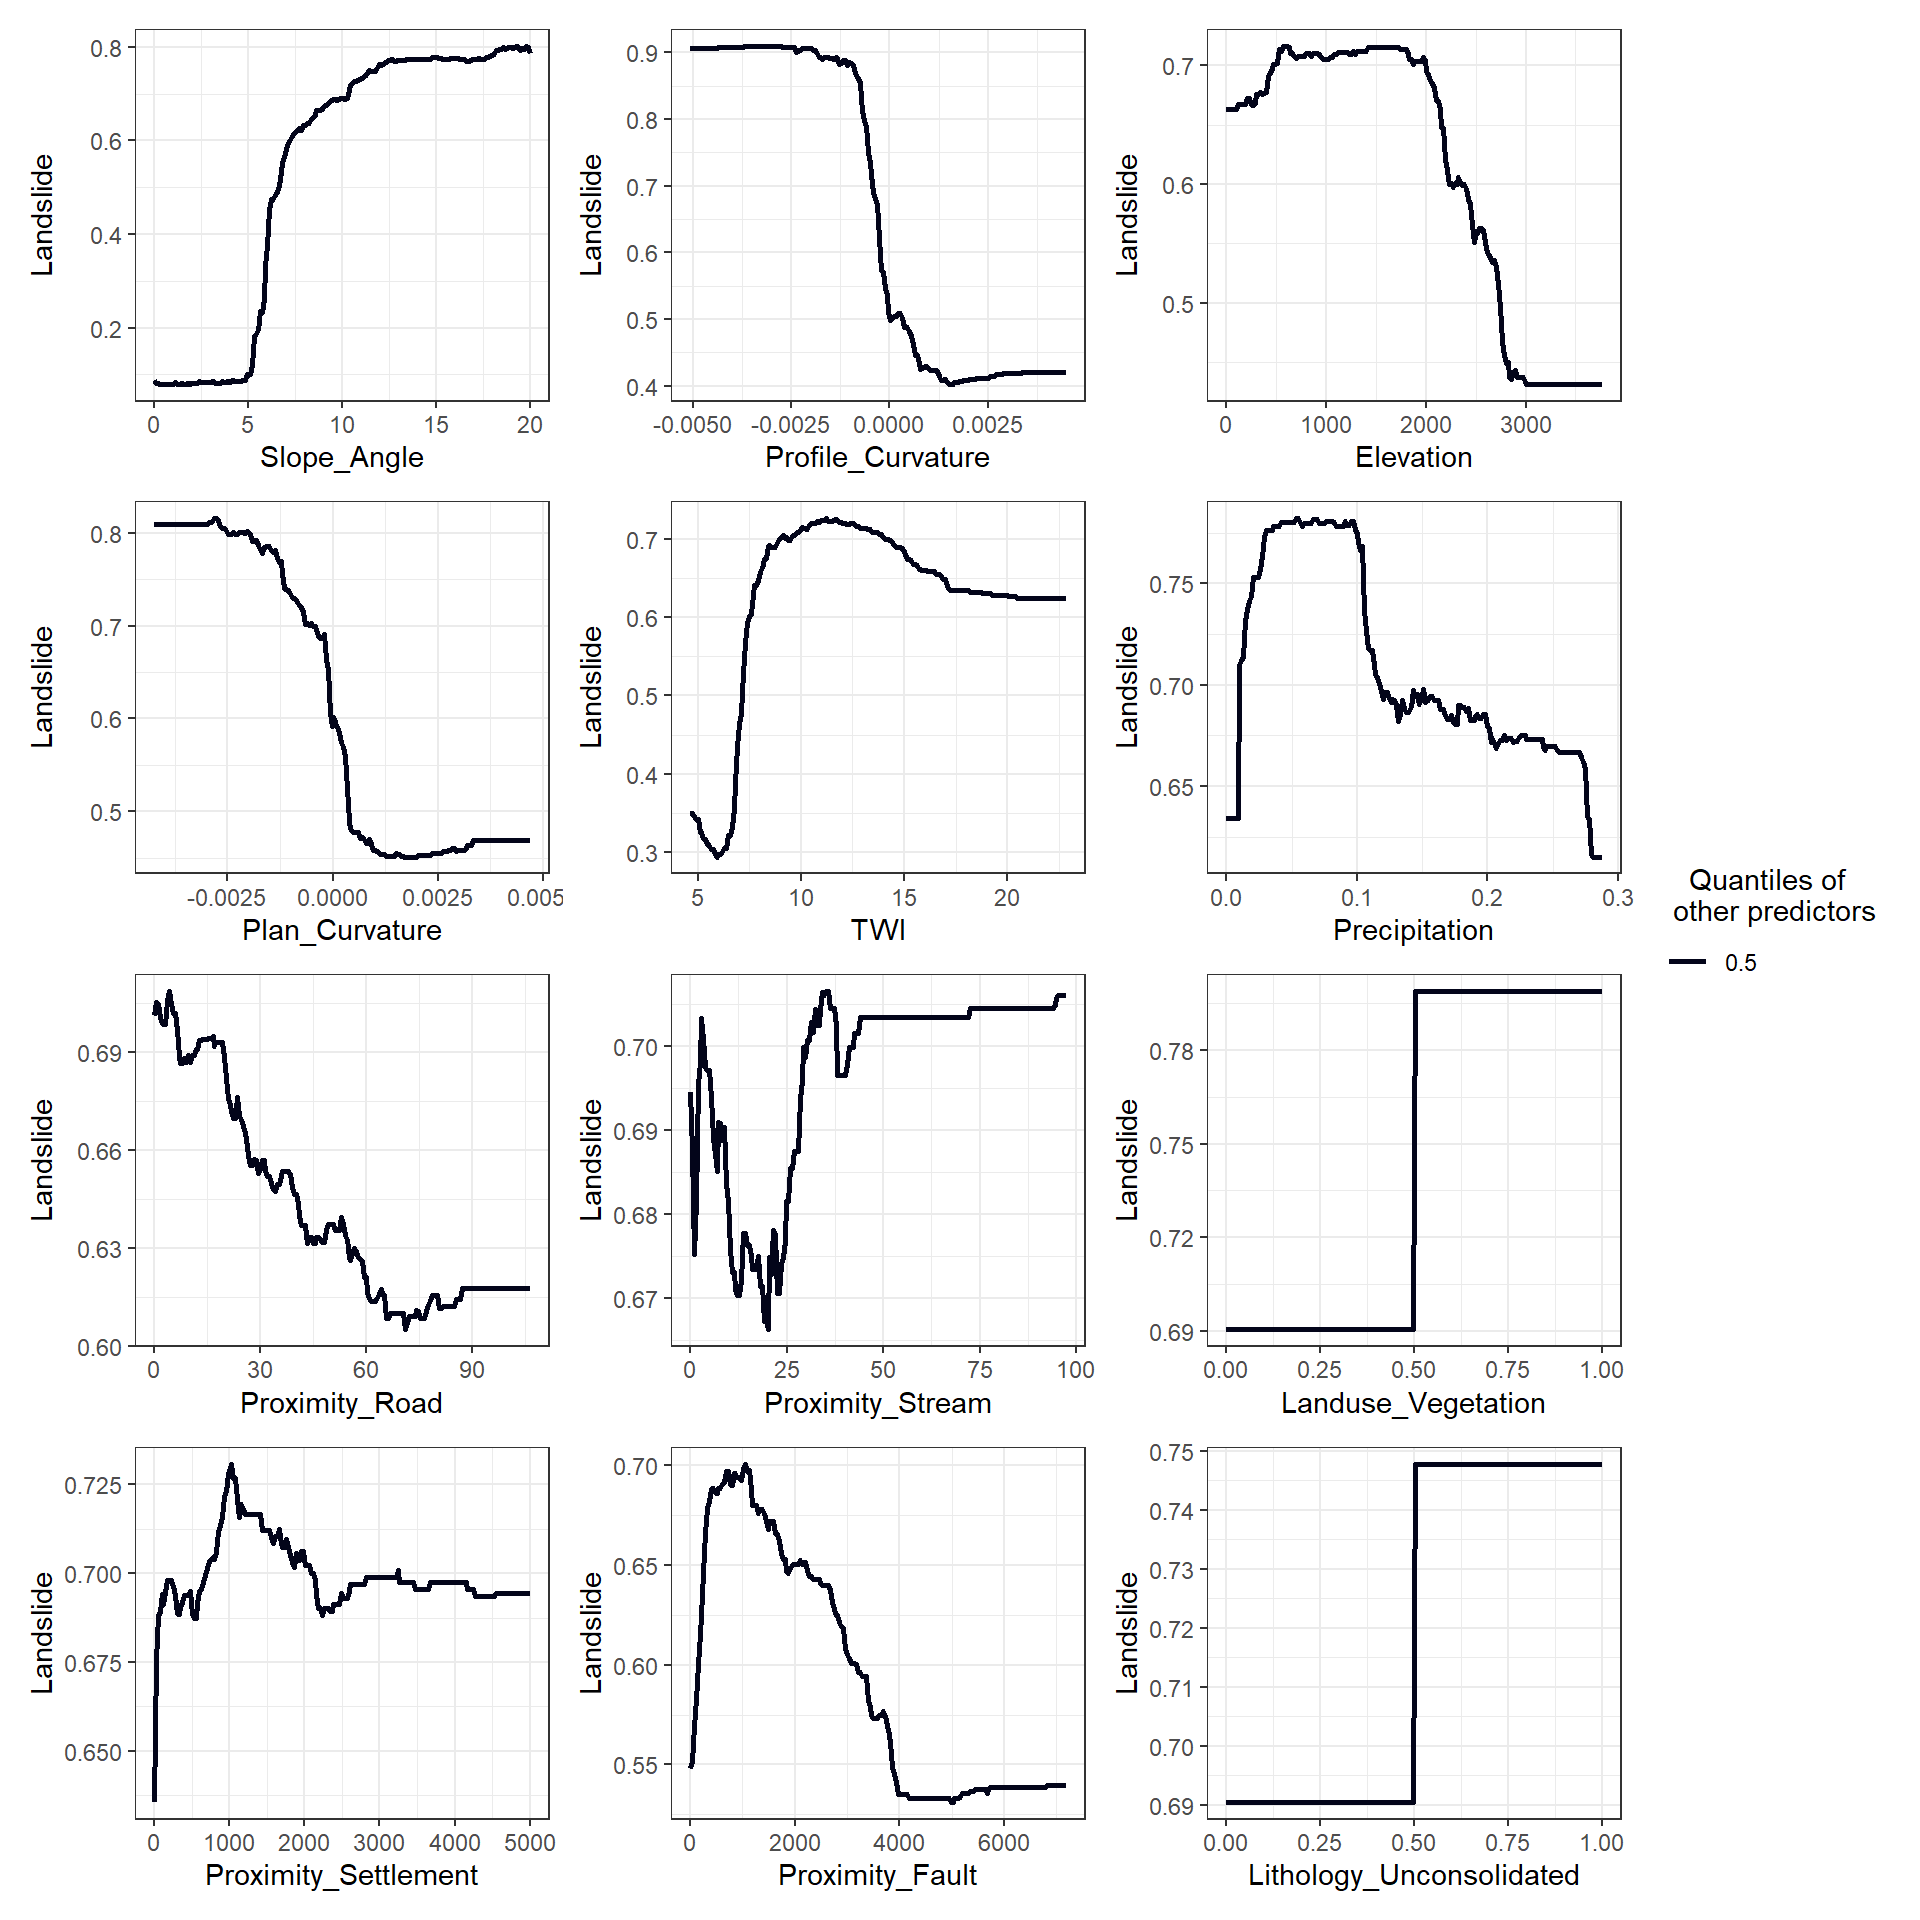 Landslide
0.8
0.6
0.4
0.2
0 5 10 15 20
Slope_Angle
Landslide
0.9
0.8
0.7
0.6
0.5
0.4
-0.0050 -0.0025 0.0000 0.0025
Profile_Curvature
Landslide
0.7
0.6
0.5
0 1000 2000 3000
Elevation
Landslide
0.8
0.7
0.6
0.5
-0.0025 0.0000 0.0025 0.005
Plan_Curvature
Landslide
0.7
0.6
0.5
0.4
0.3
5 10 15 20
TWI
Landslide
0.75
0.70
0.65
0.0 0.1 0.2 0.3
Precipitation
Quantiles of
other predictors
0.5
Landslide
0.69
0.66
0.63
0.60
0 30 60 90
Proximity_Road
Landslide
0.70
0.69
0.68
0.67
0 25 50 75 100
Proximity_Stream
Landslide
0.78
0.75
0.72
0.69
0.00 0.25 0.50 0.75 1.00
Landuse_Vegetation
Landslide
0.725
0.700
0.675
0.650
0 1000 2000 3000 4000 5000
Proximity_Settlement
Landslide
0.70
0.65
0.60
0.55
0 2000 4000 6000
Proximity_Fault
Landslide
0.75
0.74
0.73
0.72
0.71
0.70
0.69
0.00 0.25 0.50 0.75 1.00
Lithology_Unconsolidated